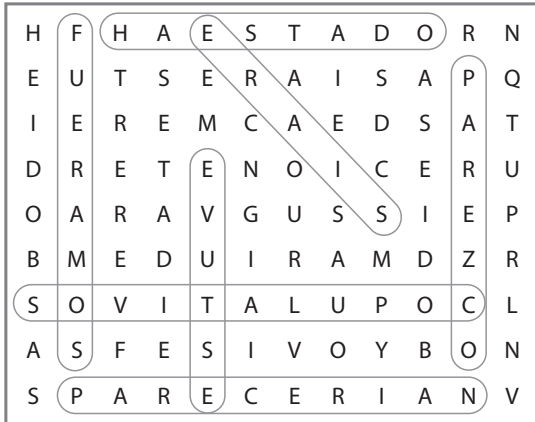 H F H A E S T A D O R N
E U T S E R A I S A P Q
I E R E M C A E D S A T
D R E T E N O I C E R U
O A R A V G U S S I E P
B M E D U I R A M D Z R
S O V I T A L U P O C L
A S F E S I V O Y B O N
S P A R E C E R I A N V